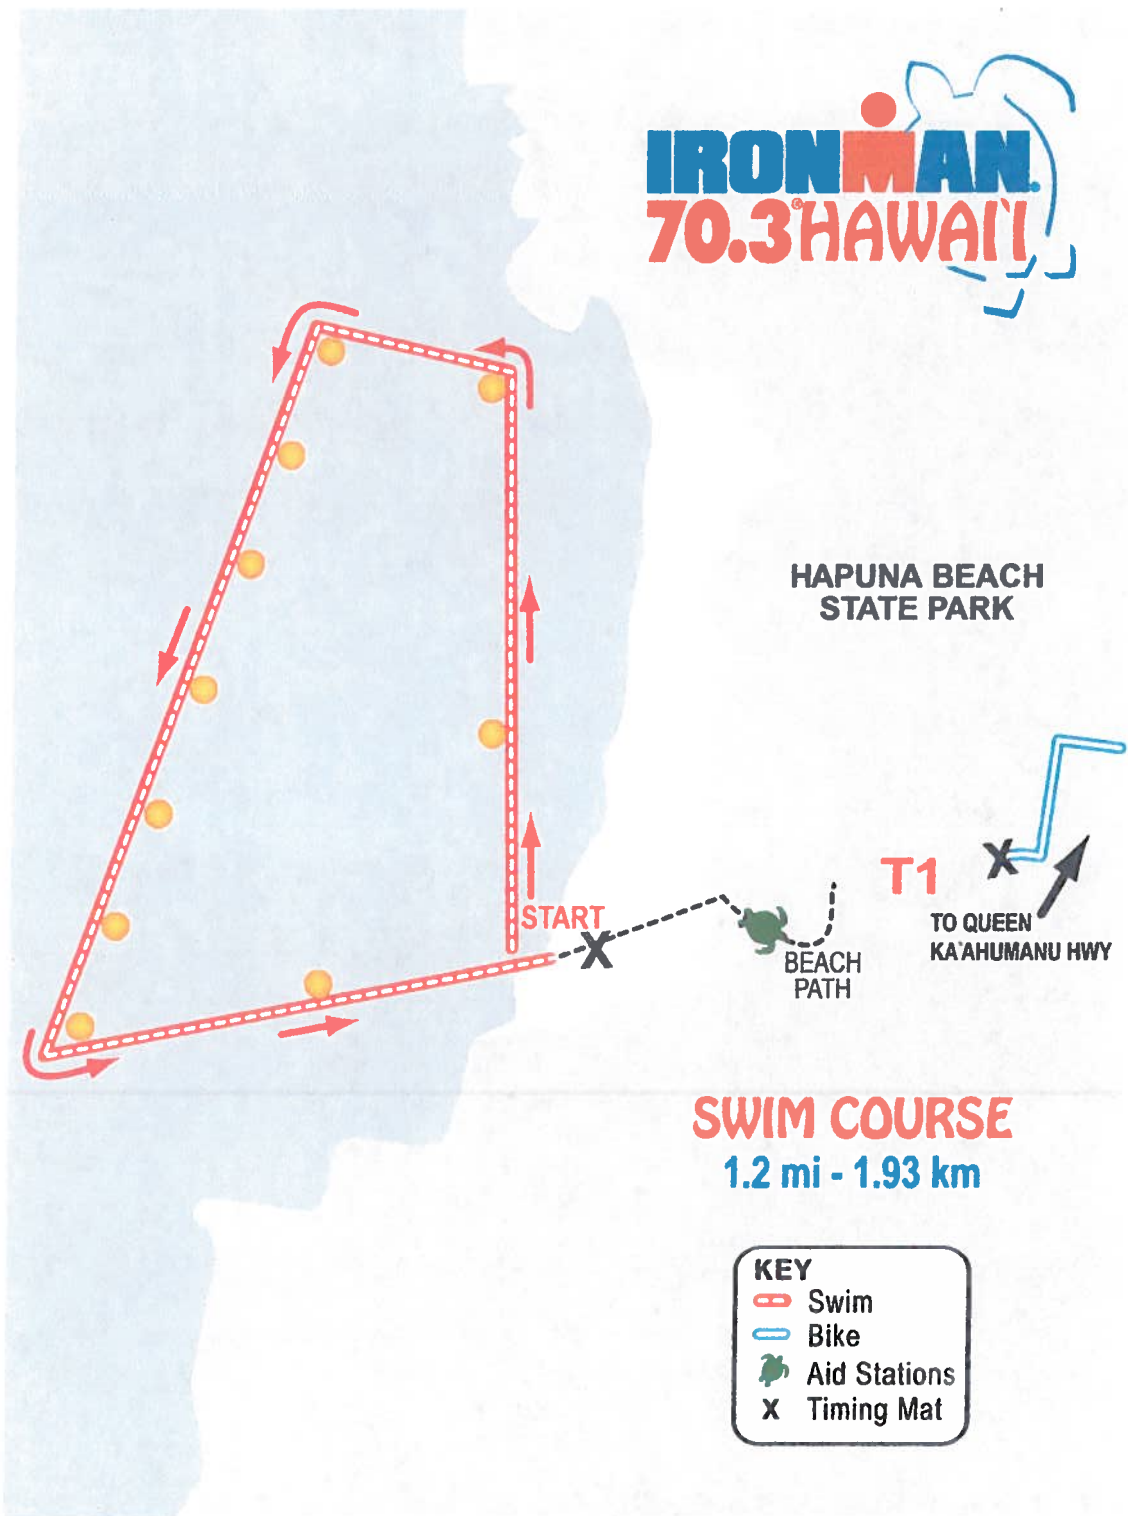 IRONMAN®
70.3®HAWAI`I
HAPUNA BEACH
STATE PARK
X
T1
START
X
TO QUEEN
KA`AHUMANU HWY
BEACH
PATH
SWIM COURSE
1.2 mi - 1.93 km
KEY
Swim
Bike
Aid Stations
X Timing Mat